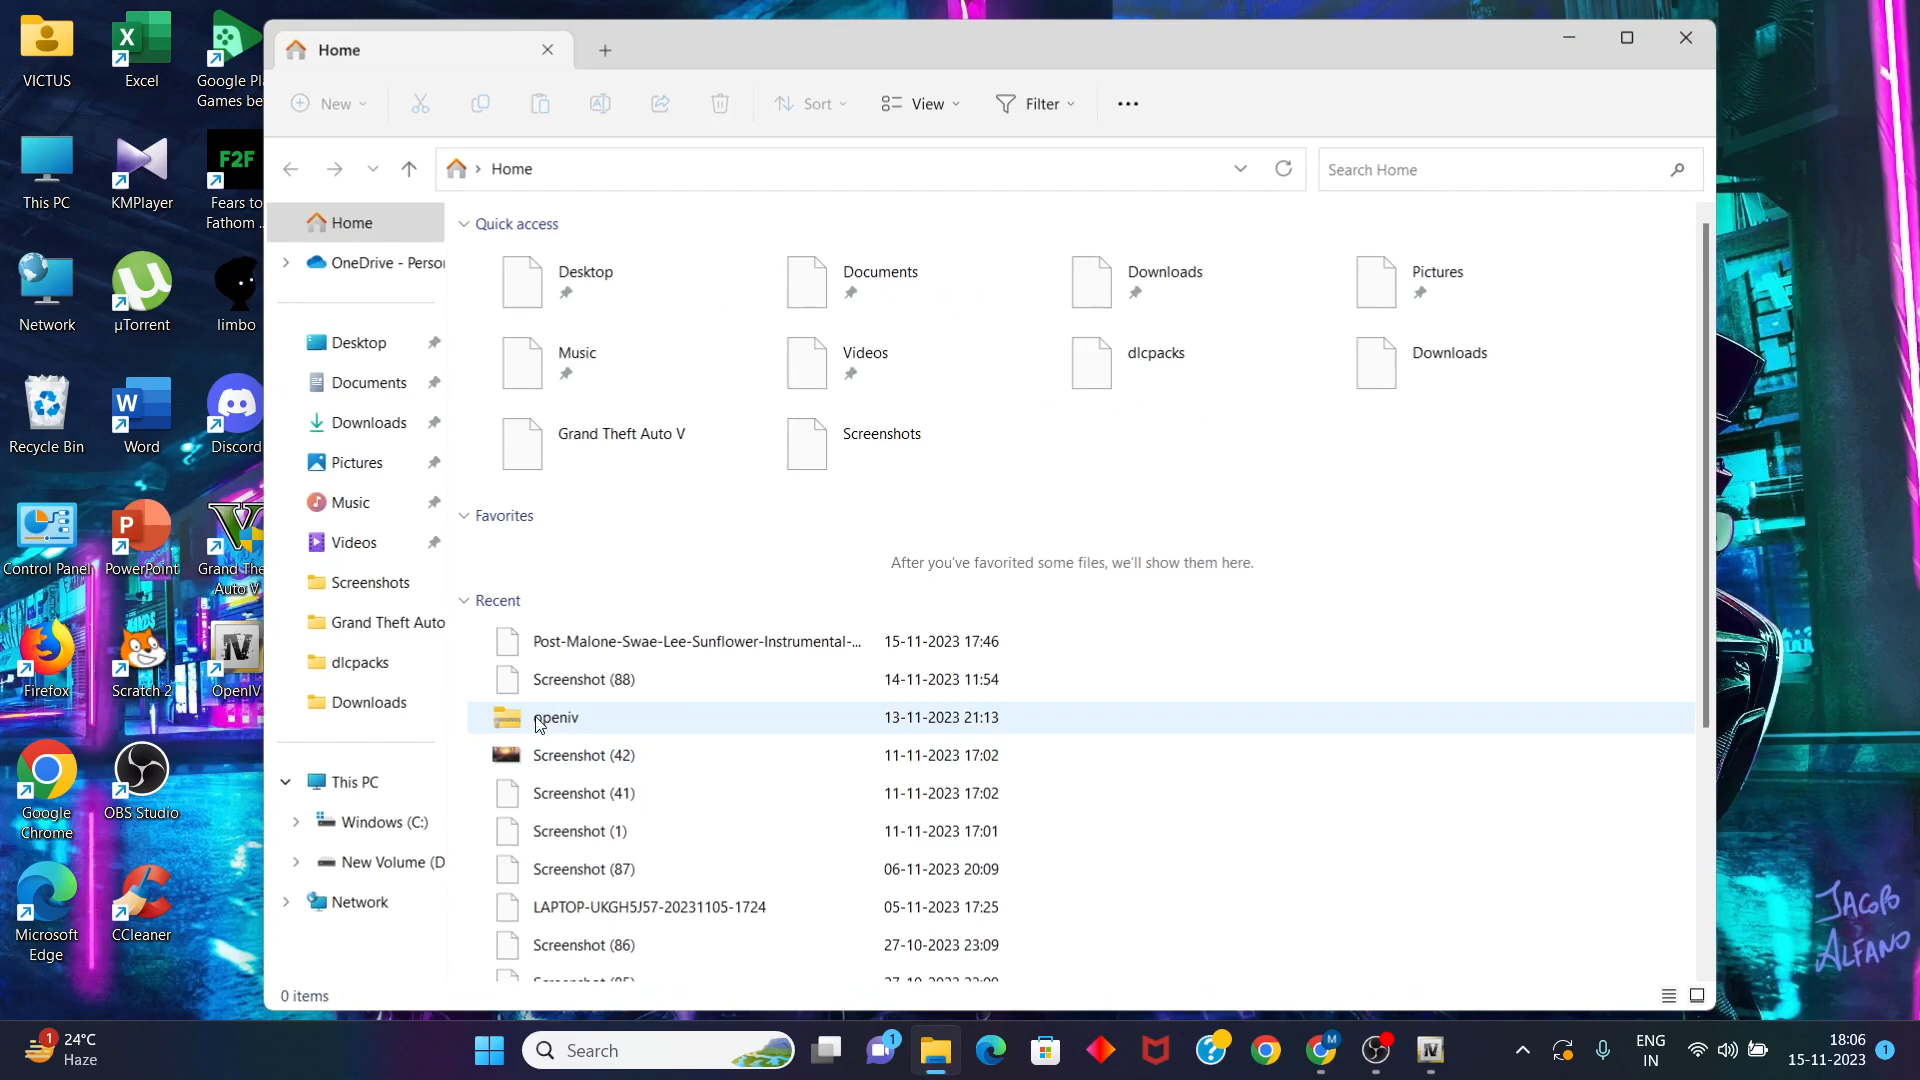 VICTUS
Excel
Google Pl
Games be
This PC
KMPlayer
F2F
Fears to
Fathom ..
Network
µTorrent
limbo
Recycle Bin
Word
Discord
Control Panel
PowerPoint
Grand The
Auto V
Firefox
Scratch 2
OpenIV
Google
Chrome
OBS Studio
Microsoft
Edge
CCleaner
Home
New
Sort
View
Filter
Home
Search Home
Home
OneDrive - Persor
Desktop
Documents
Downloads
Pictures
Music
Videos
Screenshots
Grand Theft Auto
dlcpacks
Downloads
This PC
Windows (C:)
New Volume (D
Network
Quick access
Desktop
Documents
Downloads
Pictures
Music
Videos
dlcpacks
Downloads
Grand Theft Auto V
Screenshots
Favorites
After you've favorited some files, we'll show them here.
Recent
Post-Malone-Swae-Lee-Sunflower-Instrumental-... 15-11-2023 17:46
Screenshot (88) 14-11-2023 11:54
openiv 13-11-2023 21:13
Screenshot (42) 11-11-2023 17:02
Screenshot (41) 11-11-2023 17:02
Screenshot (1) 11-11-2023 17:01
Screenshot (87) 06-11-2023 20:09
LAPTOP-UKGH5J57-20231105-1724 05-11-2023 17:25
Screenshot (86) 27-10-2023 23:09
0 items
JACOPO
ALFANO
1
24°C
Haze
Search
1
M
ENG
IN
18:06
15-11-2023
1